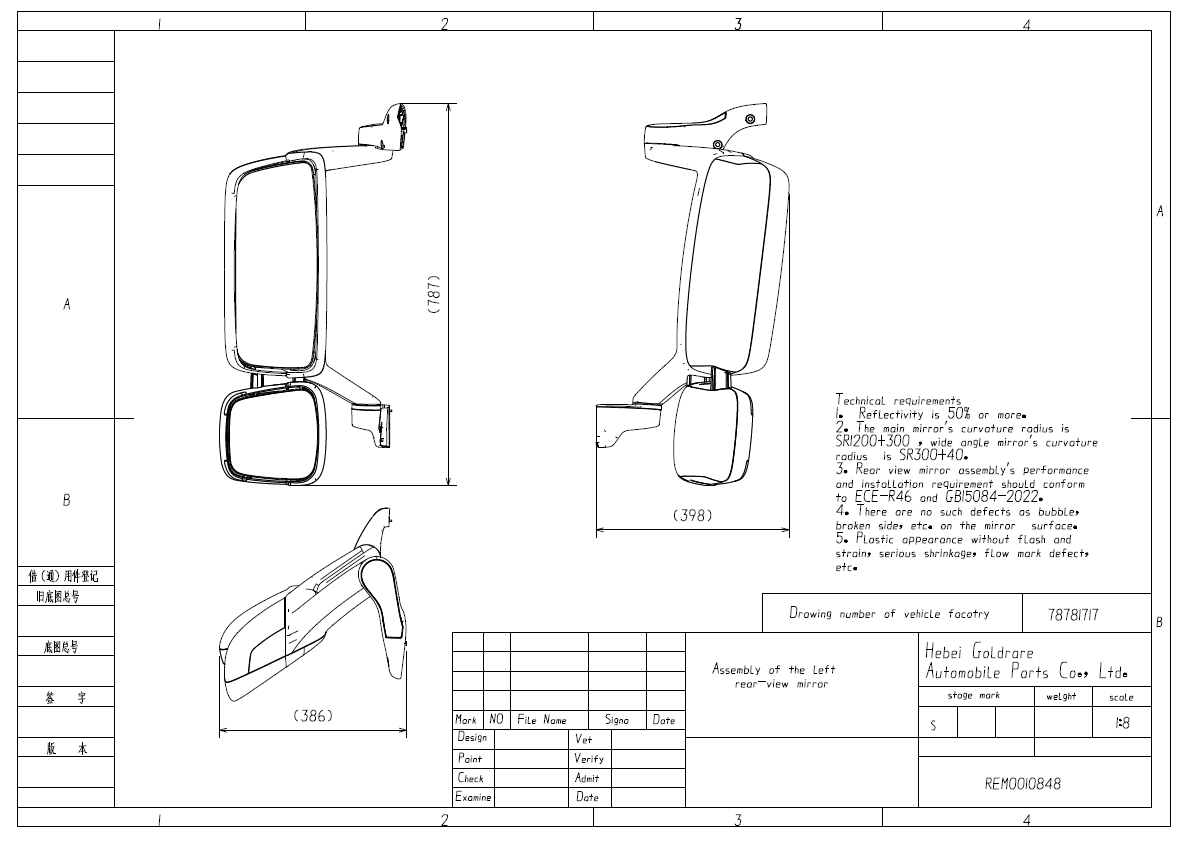 1 2 3 4
A
A
B
B
(787)
(398)
(386)
Technical requirements
1. Reflectivity is 50% or more.
2. The main mirror's curvature radius is
SR1200+300 , wide angle mirror's curvature
radius is SR300+40.
3. Rear view mirror assembly's performance
and installation requirement should conform
to ECE-R46 and GB15084-2022.
4. There are no such defects as bubble,
broken side, etc. on the mirror surface.
5. Plastic appearance without flash and
strain, serious shrinkage, flow mark defect,
etc.
借（通）用件登记
旧底图总号
底图总号
签 字
版 本
Drawing number of vehicle facotry 78781717
Assembly of the left
rear-view mirror
Hebei Goldrare
Automobile Parts Co., Ltd.
stage mark weight scale
S 1:8
REM0010848
Mark NO File Name Signa Date
Design Vet
Paint Verify
Check Admit
Examine Date
1 2 3 4